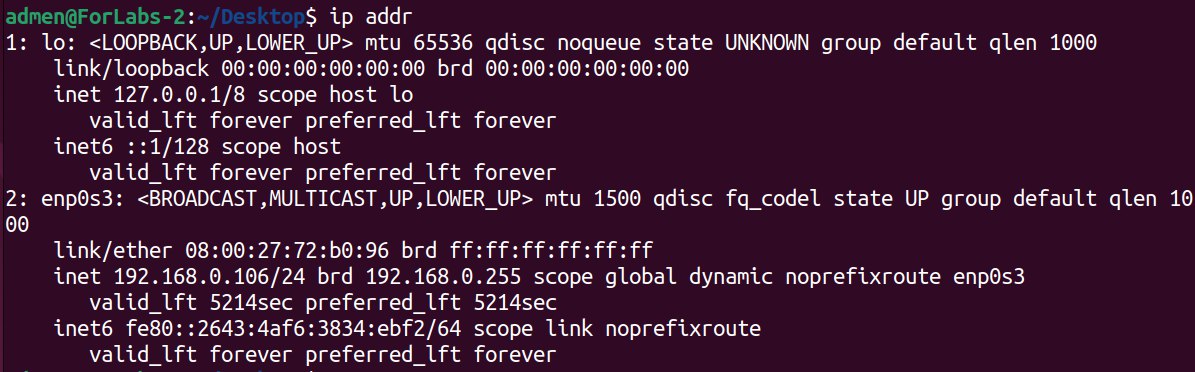 admen@ForLabs-2:~/Desktop$ ip addr
1: lo: <LOOPBACK,UP,LOWER_UP> mtu 65536 qdisc noqueue state UNKNOWN group default qlen 1000
    link/loopback 00:00:00:00:00:00 brd 00:00:00:00:00:00
    inet 127.0.0.1/8 scope host lo
       valid_lft forever preferred_lft forever
    inet6 ::1/128 scope host
       valid_lft forever preferred_lft forever
2: enp0s3: <BROADCAST,MULTICAST,UP,LOWER_UP> mtu 1500 qdisc fq_codel state UP group default qlen 10
00
    link/ether 08:00:27:72:b0:96 brd ff:ff:ff:ff:ff:ff
    inet 192.168.0.106/24 brd 192.168.0.255 scope global dynamic noprefixroute enp0s3
       valid_lft 5214sec preferred_lft 5214sec
    inet6 fe80::2643:4af6:3834:ebf2/64 scope link noprefixroute
       valid_lft forever preferred_lft forever